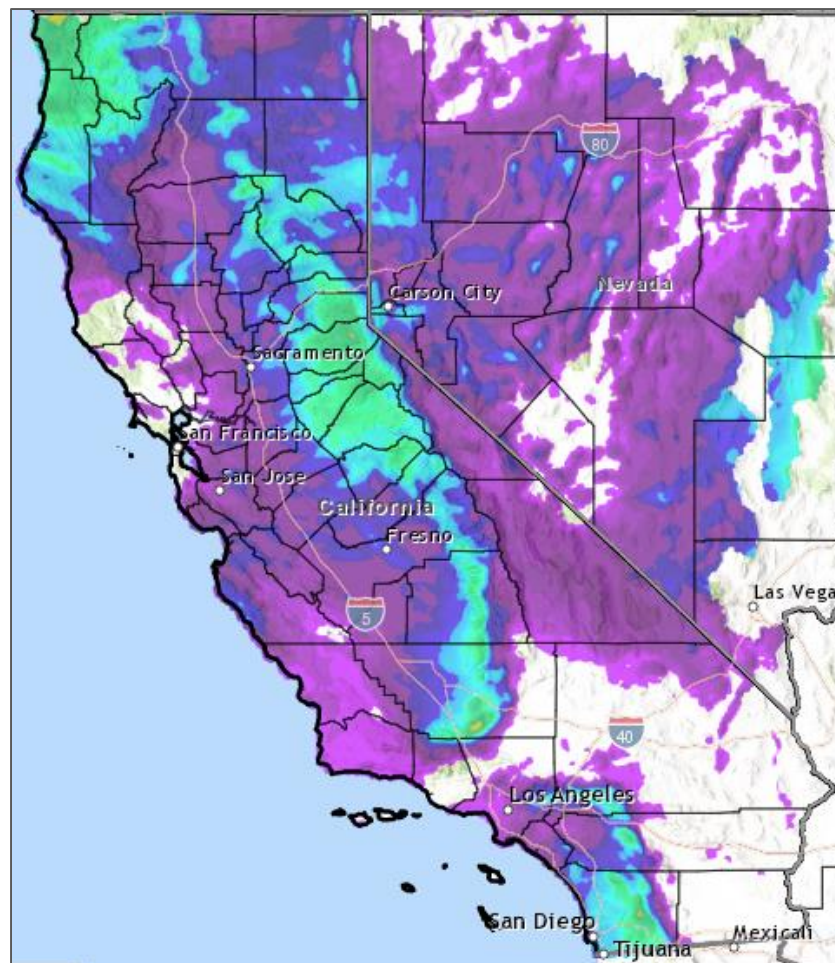 80
Carson City
Nevada
Sacramento
San Francisco
San Jose
California
Fresno
Las Vega
5
40
Los Angeles
San Diego
Mexicali
Tijuana